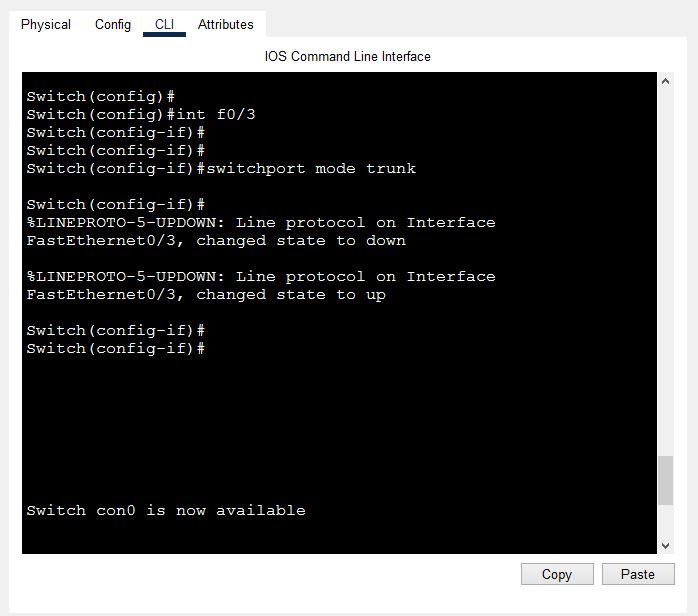 Physical Config CLI Attributes
IOS Command Line Interface
Switch(config)#
Switch(config)#int f0/3
Switch(config-if)#
Switch(config-if)#
Switch(config-if)#switchport mode trunk
Switch(config-if)#
%LINEPROTO-5-UPDOWN: Line protocol on Interface
FastEthernet0/3, changed state to down
%LINEPROTO-5-UPDOWN: Line protocol on Interface
FastEthernet0/3, changed state to up
Switch(config-if)#
Switch(config-if)#
Switch con0 is now available
Copy Paste